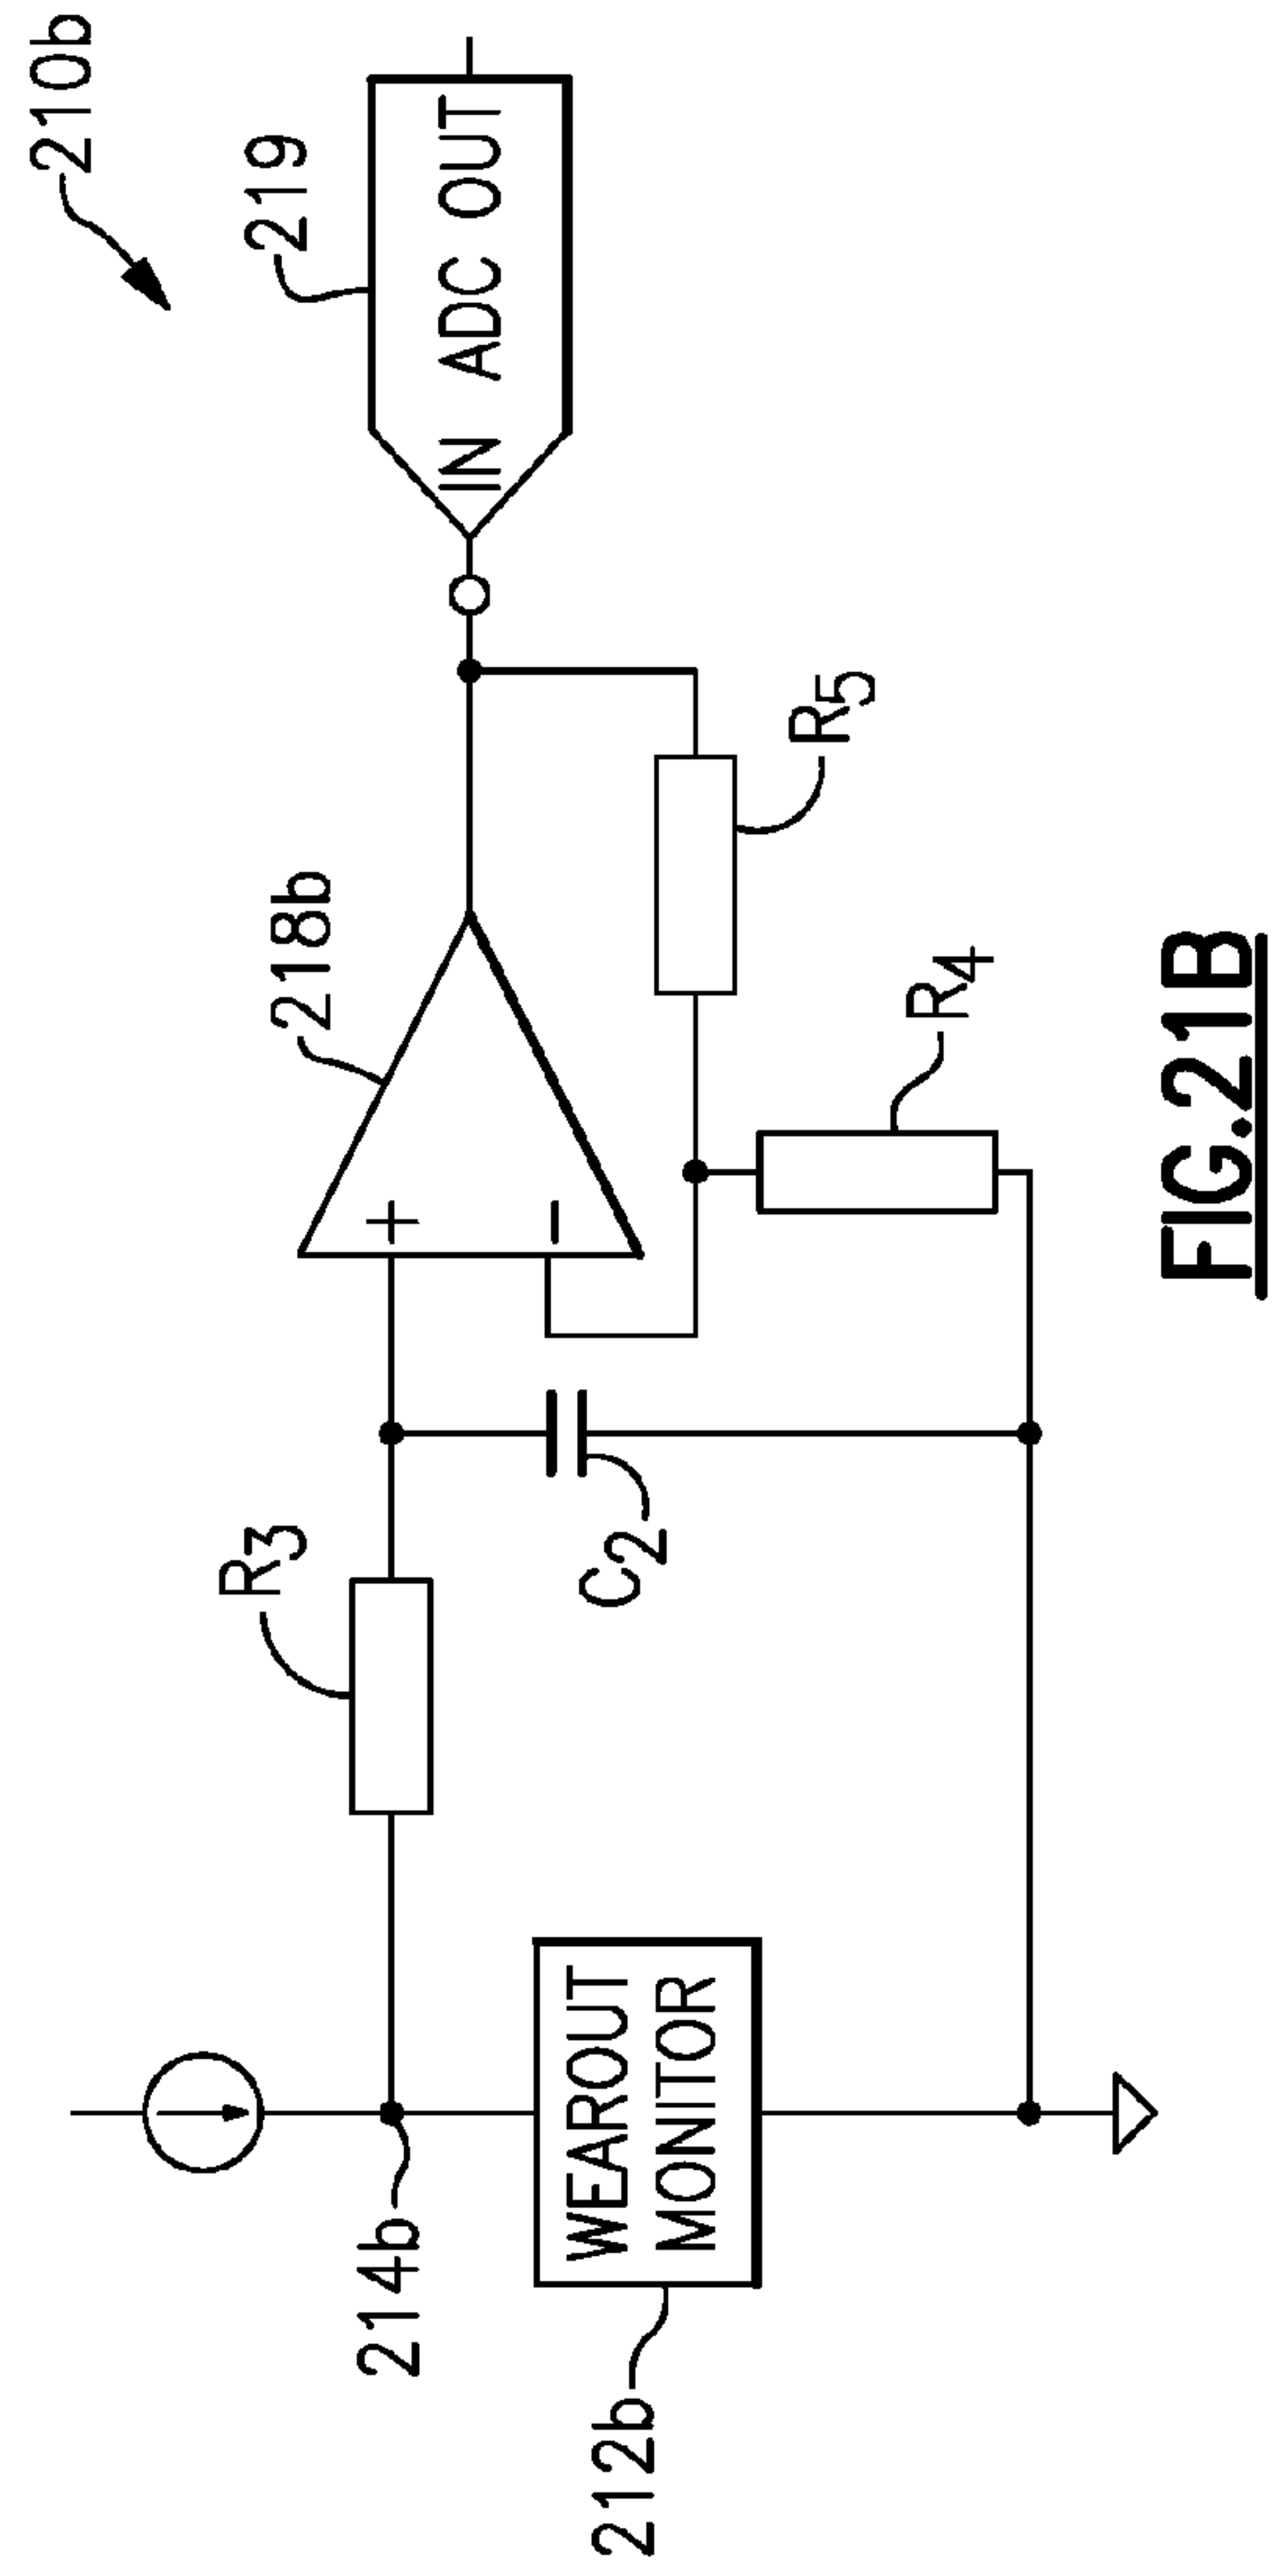 210b
219
IN ADC OUT
218b
+
−
R5
R4
R3
C2
214b
WEAROUT
MONITOR
212b
FIG.21B